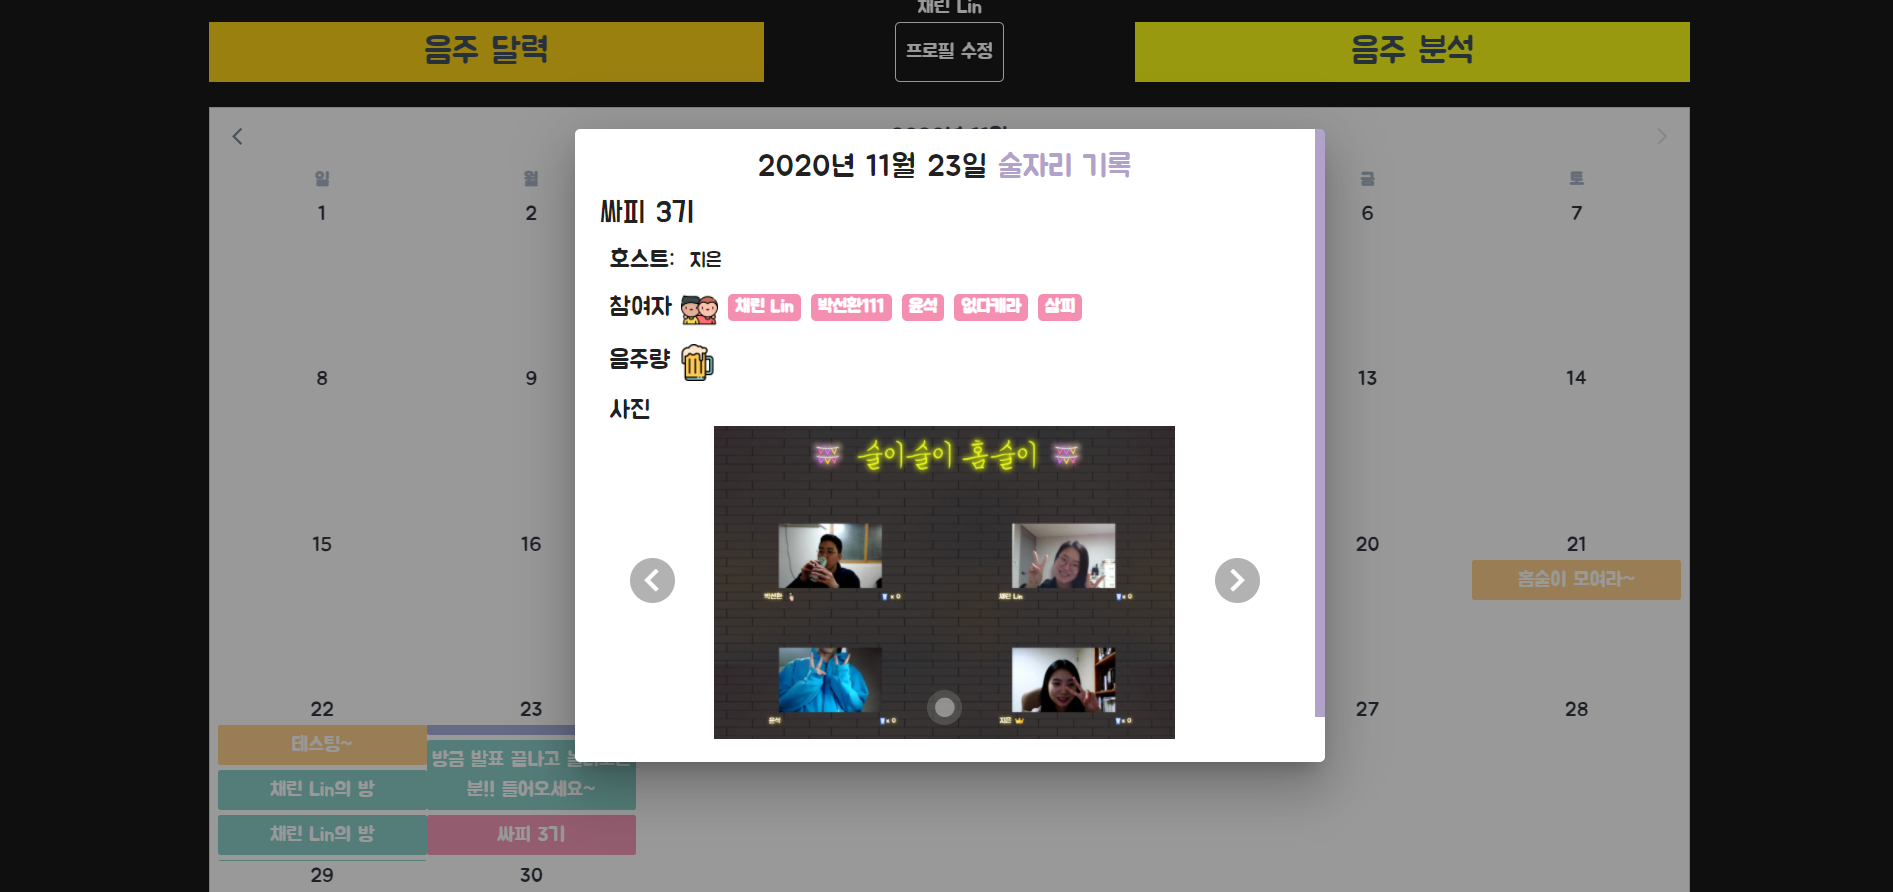 채린 Lin
음주 달력
프로필 수정
음주 분석
일 월 금 토
1 2 6 7
8 9 13 14
15 16 20 21
홈술이 모여라~
22 23 27 28
테스팅~
방금 발표 끝나고
채린 Lin의 방
분!! 들어오세요~
채린 Lin의 방
싸피 3기
29 30
2020년 11월 23일 술자리 기록
싸피 3기
호스트: 지은
참여자 채린 Lin 박선환111 윤석 없다캐라 삼피
음주량
사진
술이술이 홈술이
박선환 x 0
채린 Lin x 0
윤석 x 0
지은 x 0